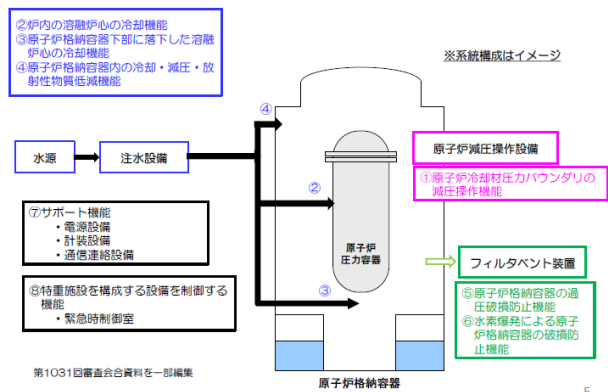 ②炉内の溶融炉心の冷却機能
③原子炉格納容器下部に落下した溶融
炉心の冷却機能
④原子炉格納容器内の冷却・減圧・放
射性物質低減機能
※系統構成はイメージ
④
水源
注水設備
原子炉減圧操作設備
①原子炉冷却材圧力バウンダリの
減圧操作機能
②
⑦サポート機能
・電源設備
・計装設備
・通信連絡設備
原子炉
圧力容器
フィルタベント装置
⑧特重施設を構成する設備を制御する
機能
・緊急時制御室
③
⑤原子炉格納容器の過
圧破損防止機能
⑥水素爆発による原子
炉格納容器の破損防
止機能
第1031回審査会合資料を一部編集
原子炉格納容器
5